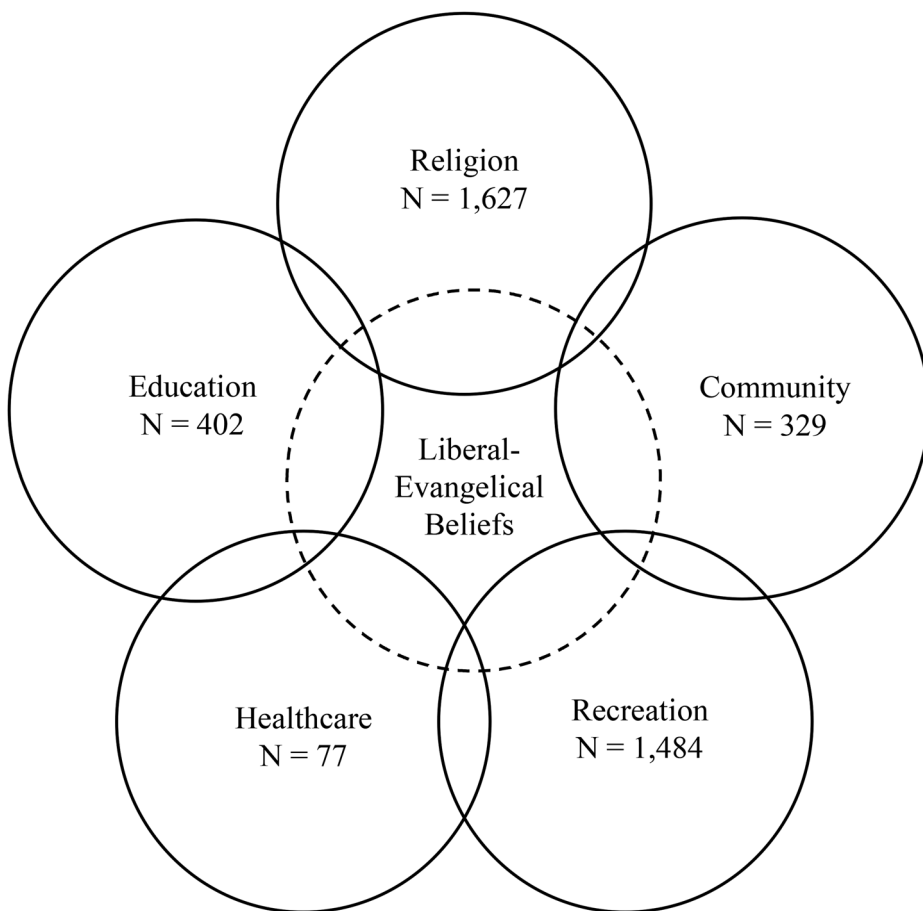 Religion
N = 1,627
Education
N = 402
Community
N = 329
Liberal-
Evangelical
Beliefs
Healthcare
N = 77
Recreation
N = 1,484